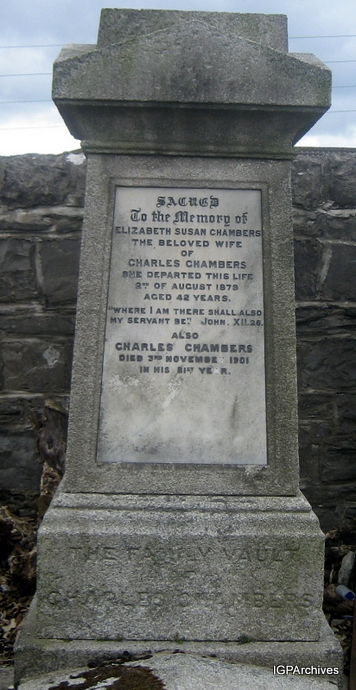 SACRED
To the Memory of
ELIZABETH SUSAN CHAMBERS
THE BELOVED WIFE
OF
CHARLES CHAMBERS
SHE DEPARTED THIS LIFE
2ND OF AUGUST 1879
AGED 42 YEARS.
"WHERE I AM THERE SHALL ALSO
MY SERVANT BE". JOHN. XII.26.
ALSO
CHARLES CHAMBERS
DIED 3RD NOVEMBER 1901
IN HIS 81ST YEAR.
THE FAMILY VAULT
OF
CHARLES CHAMBERS
IGPArchives